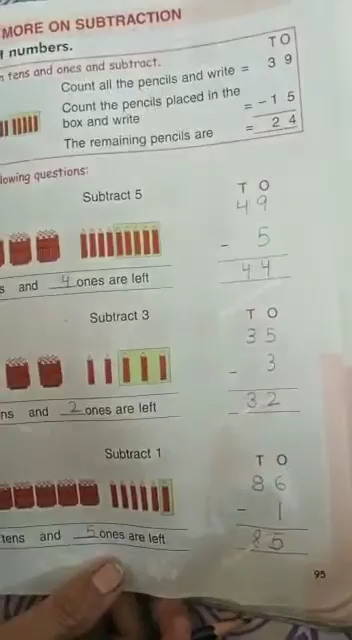 MORE ON SUBTRACTION
numbers.
tens and ones and subtract.
T O
Count all the pencils and write = 3 9
Count the pencils placed in the
box and write = - 1 5
The remaining pencils are = 2 4
lowing questions:
Subtract 5
T O
4 9
- 5
4 4
s and 4 ones are left
Subtract 3
T O
3 5
- 3
3 2
ns and 2 ones are left
Subtract 1
T O
8 6
- 1
8 5
tens and 5 ones are left
95